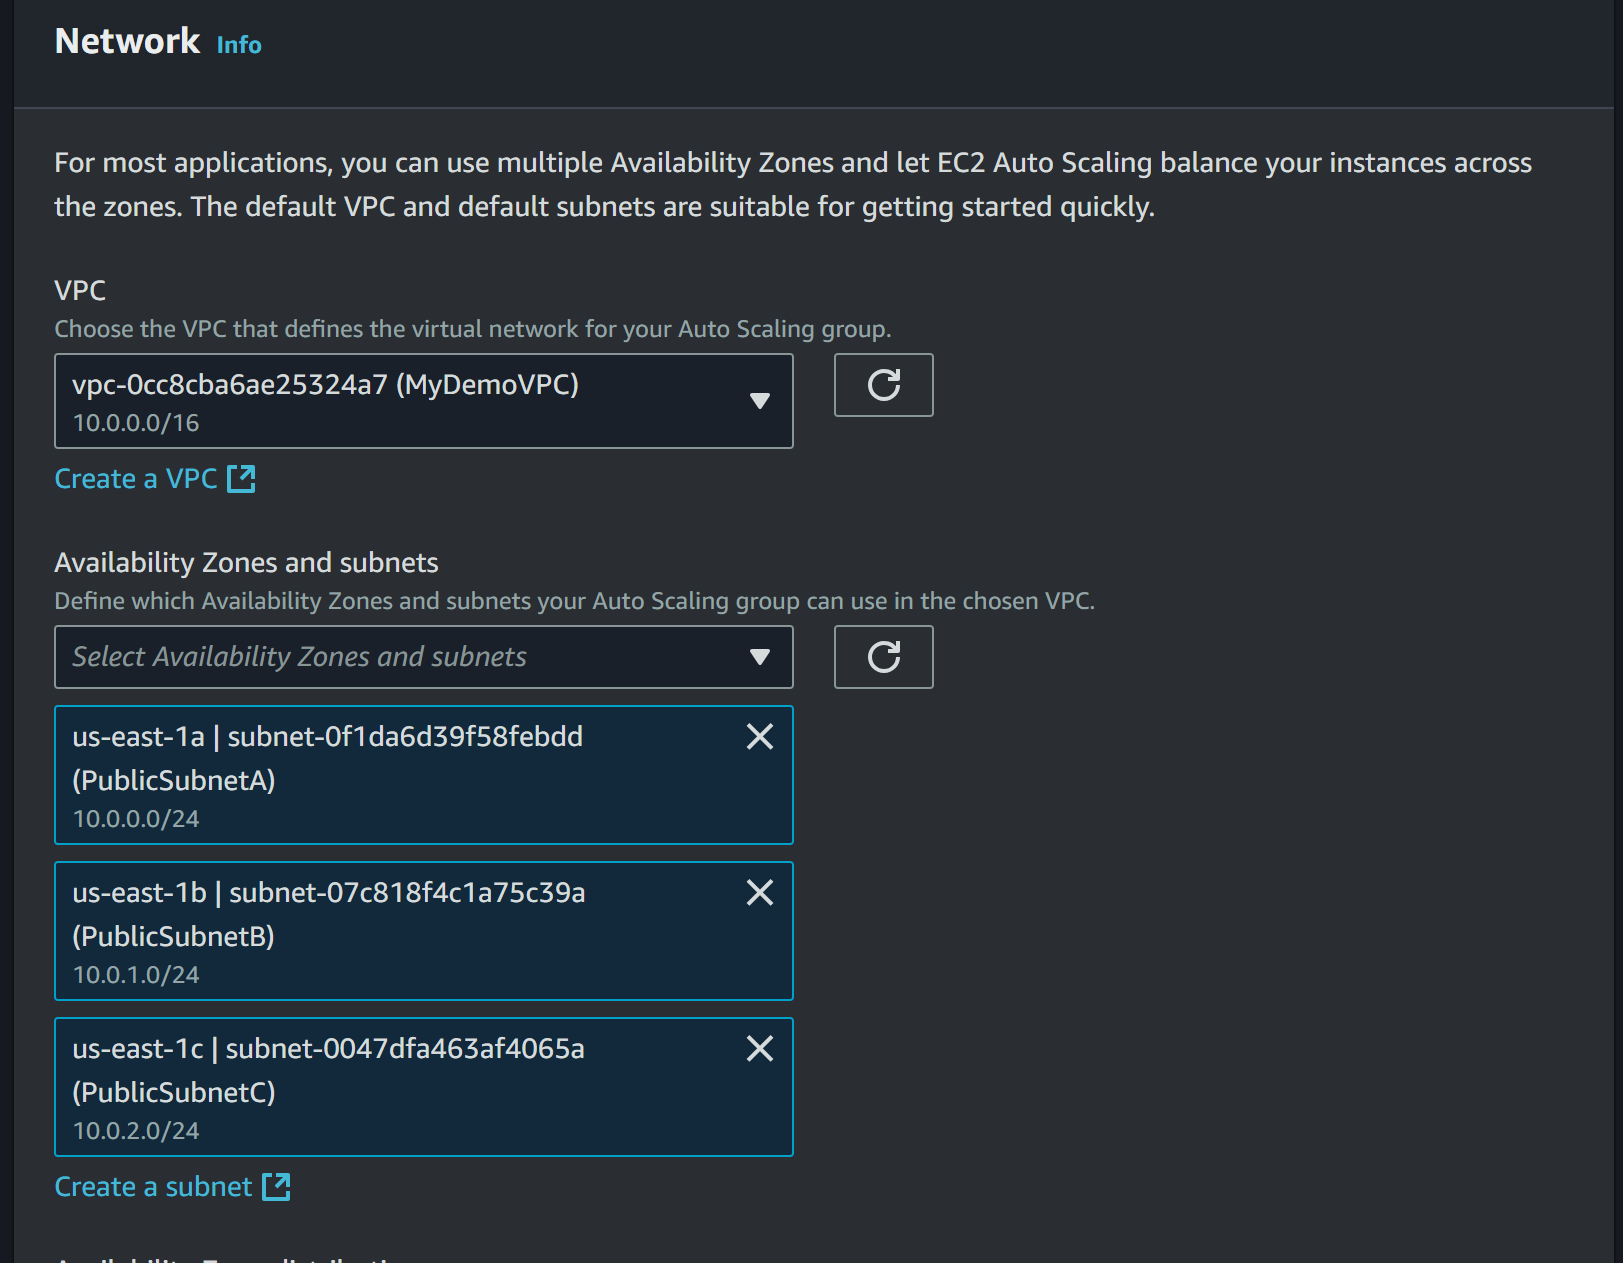 Network Info
For most applications, you can use multiple Availability Zones and let EC2 Auto Scaling balance your instances across
the zones. The default VPC and default subnets are suitable for getting started quickly.
VPC
Choose the VPC that defines the virtual network for your Auto Scaling group.
vpc-0cc8cba6ae25324a7 (MyDemoVPC)
10.0.0.0/16
Create a VPC
Availability Zones and subnets
Define which Availability Zones and subnets your Auto Scaling group can use in the chosen VPC.
Select Availability Zones and subnets
us-east-1a | subnet-0f1da6d39f58febdd
(PublicSubnetA)
10.0.0.0/24
us-east-1b | subnet-07c818f4c1a75c39a
(PublicSubnetB)
10.0.1.0/24
us-east-1c | subnet-0047dfa463af4065a
(PublicSubnetC)
10.0.2.0/24
Create a subnet